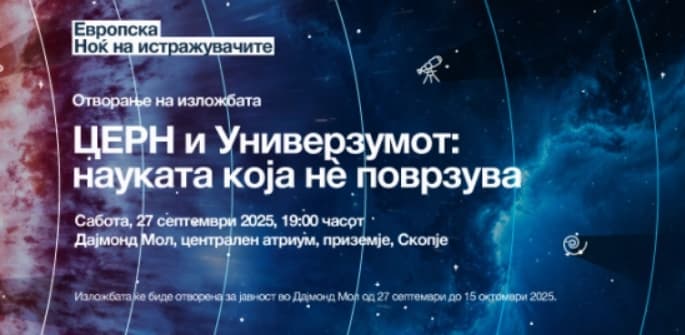 Европска
Ноќ на истражувачите
Отворање на изложбата
ЦЕРН и Универзумот:
науката која нè поврзува
Сабота, 27 септември 2025, 19:00 часот
Дајмонд Мол, централен атриум, приземје, Скопје
Изложбата ќе биде отворена за јавност во Дајмонд Мол од 27 септември до 15 октомври 2025.